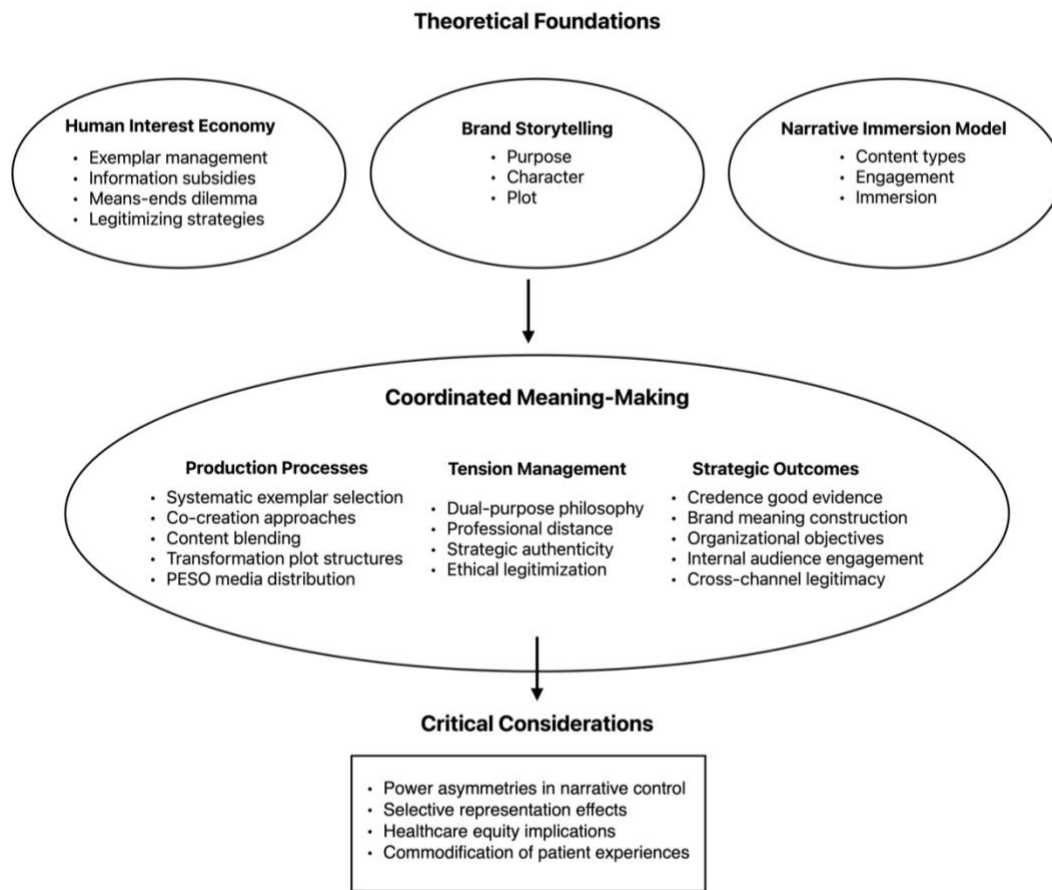 Theoretical Foundations
Human Interest Economy
• Exemplar management
• Information subsidies
• Means-ends dilemma
• Legitimizing strategies
Brand Storytelling
• Purpose
• Character
• Plot
Narrative Immersion Model
• Content types
• Engagement
• Immersion
Coordinated Meaning-Making
Production Processes
• Systematic exemplar selection
• Co-creation approaches
• Content blending
• Transformation plot structures
• PESO media distribution
Tension Management
• Dual-purpose philosophy
• Professional distance
• Strategic authenticity
• Ethical legitimization
Strategic Outcomes
• Credence good evidence
• Brand meaning construction
• Organizational objectives
• Internal audience engagement
• Cross-channel legitimacy
Critical Considerations
• Power asymmetries in narrative control
• Selective representation effects
• Healthcare equity implications
• Commodification of patient experiences